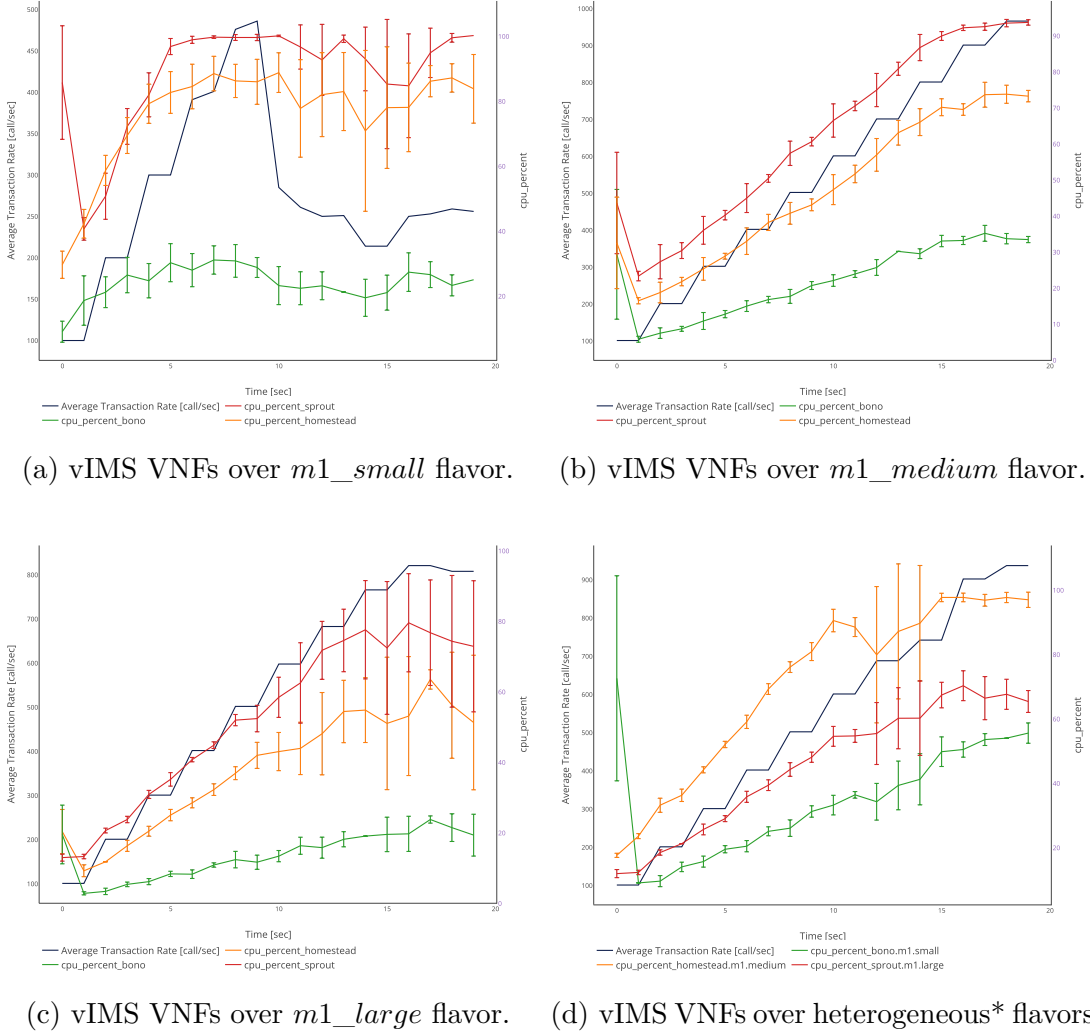 500
450
400
350
300
250
200
150
100
Average Transaction Rate [call/sec]
100
80
60
40
20
cpu_percent
0
5
10
15
20
Time [sec]
Average Transaction Rate [call/sec]
cpu_percent_sprout
cpu_percent_bono
cpu_percent_homestead
(a) vIMS VNFs over m1_small flavor.
1000
900
800
700
600
500
400
300
200
100
Average Transaction Rate [call/sec]
90
80
70
60
50
40
30
20
10
0
cpu_percent
0
5
10
15
20
Time [sec]
Average Transaction Rate [call/sec]
cpu_percent_bono
cpu_percent_sprout
cpu_percent_homestead
(b) vIMS VNFs over m1_medium flavor.
800
700
600
500
400
300
200
100
Average Transaction Rate [call/sec]
100
80
60
40
20
0
cpu_percent
0
5
10
15
20
Time [sec]
Average Transaction Rate [call/sec]
cpu_percent_homestead
cpu_percent_bono
cpu_percent_sprout
(c) vIMS VNFs over m1_large flavor.
900
800
700
600
500
400
300
200
100
Average Transaction Rate [call/sec]
100
80
60
40
20
cpu_percent
0
5
10
15
20
Time [sec]
Average Transaction Rate [call/sec]
cpu_percent_bono.m1.small
cpu_percent_homestead.m1.medium
cpu_percent_sprout.m1.large
(d) vIMS VNFs over heterogeneous* flavors